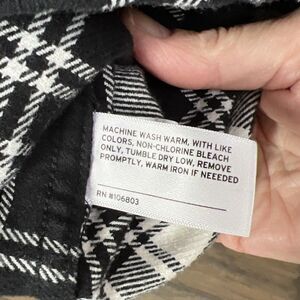 MACHINE WASH WARM, WITH LIKE
COLORS, NON-CHLORINE BLEACH
ONLY, TUMBLE DRY LOW, REMOVE
PROMPTLY, WARM IRON IF NEEEDED
RN #106803